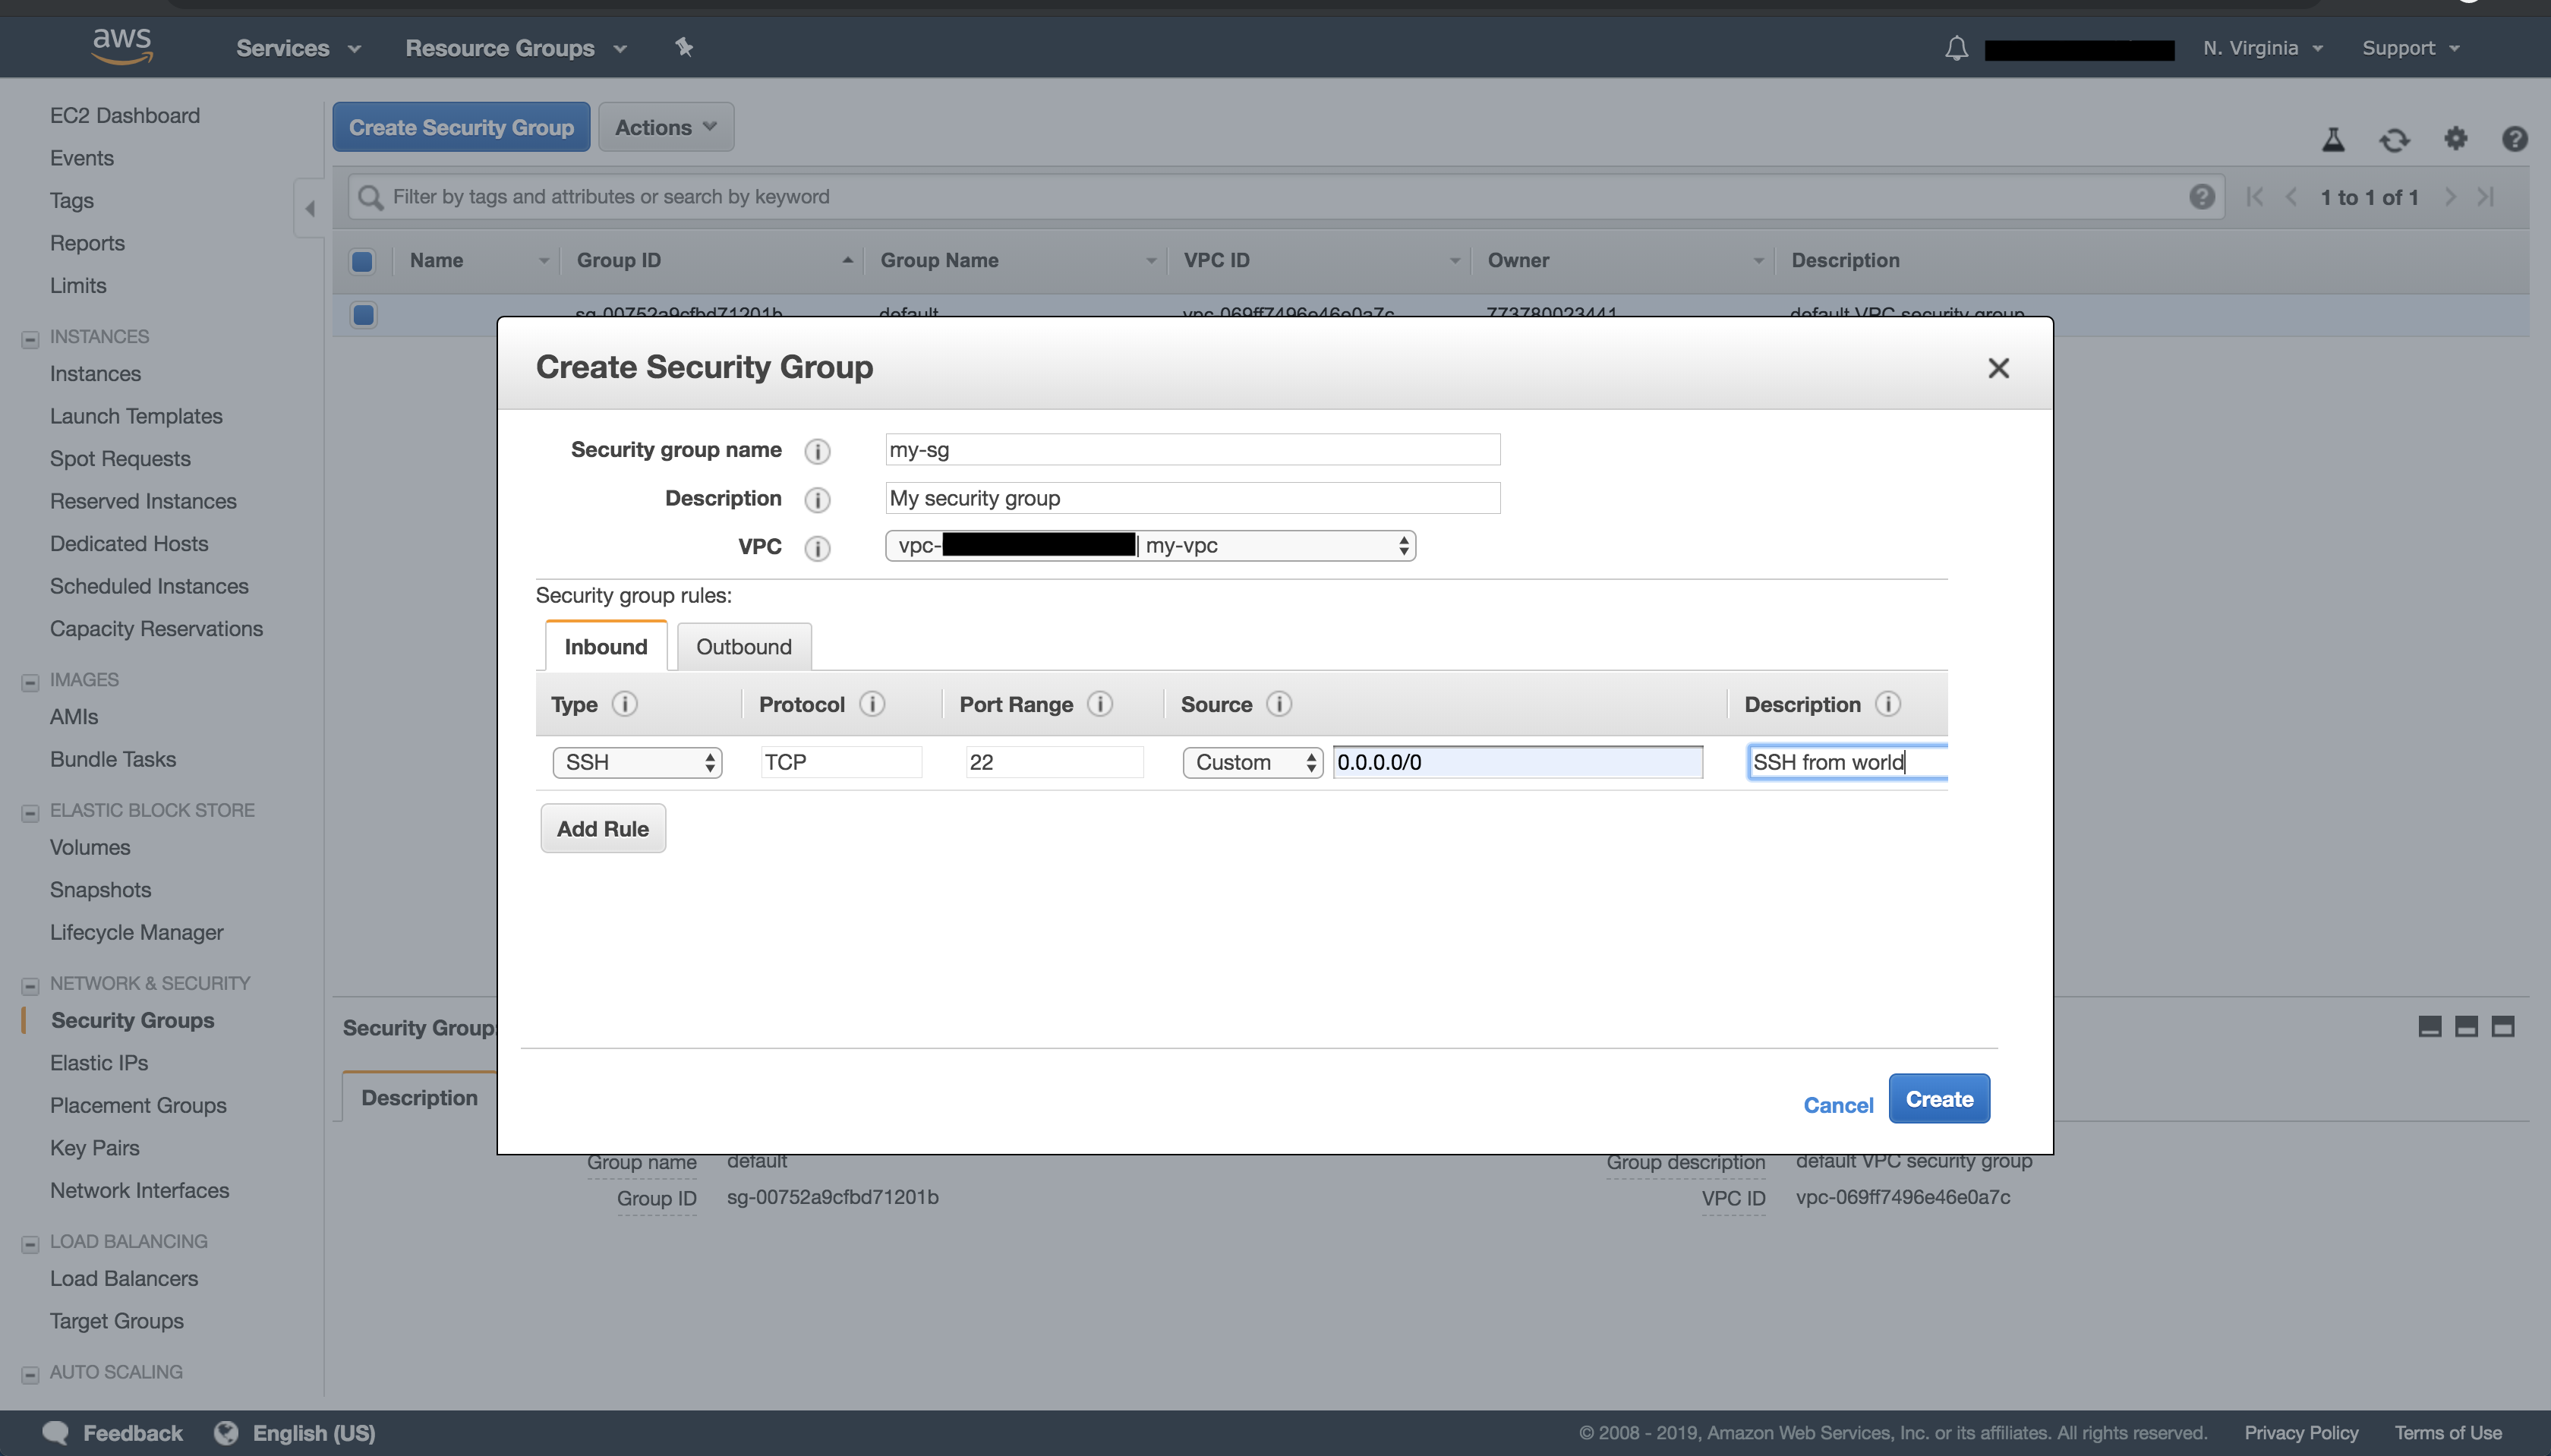 aws Services Resource Groups N. Virginia Support
EC2 Dashboard
Events
Tags
Reports
Limits
INSTANCES
Instances
Launch Templates
Spot Requests
Reserved Instances
Dedicated Hosts
Scheduled Instances
Capacity Reservations
IMAGES
AMIs
Bundle Tasks
ELASTIC BLOCK STORE
Volumes
Snapshots
Lifecycle Manager
NETWORK & SECURITY
Security Groups
Elastic IPs
Placement Groups
Key Pairs
Network Interfaces
LOAD BALANCING
Load Balancers
Target Groups
AUTO SCALING
Create Security Group Actions
Filter by tags and attributes or search by keyword 1 to 1 of 1
Name Group ID Group Name VPC ID Owner Description
sg-00752a9cfbd71201b default vpc-069ff7496e46e0a7c 773780023441 default VPC security group
Create Security Group
Security group name my-sg
Description My security group
VPC vpc- | my-vpc
Security group rules:
Inbound Outbound
Type Protocol Port Range Source Description
SSH TCP 22 Custom 0.0.0.0/0 SSH from world
Add Rule
Cancel Create
Security Group:
Description
Group name default Group description default VPC security group
Group ID sg-00752a9cfbd71201b VPC ID vpc-069ff7496e46e0a7c
Feedback English (US) © 2008 - 2019, Amazon Web Services, Inc. or its affiliates. All rights reserved. Privacy Policy Terms of Use